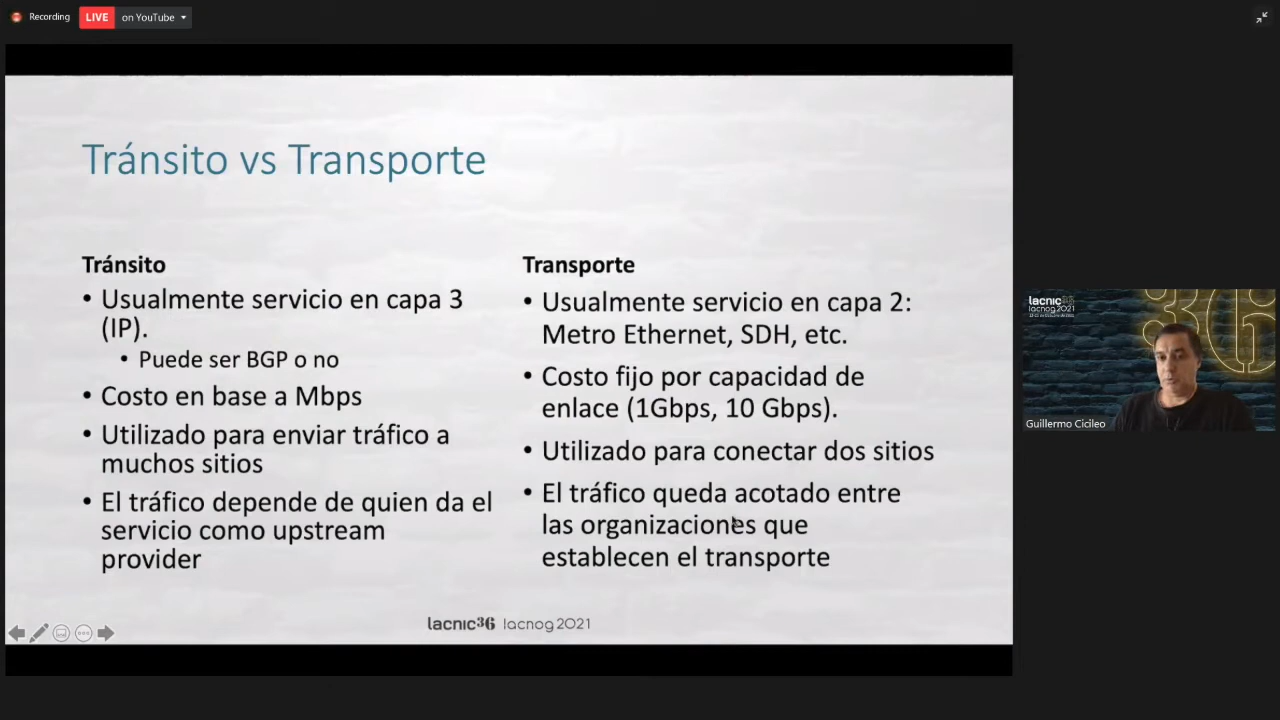 Recording
LIVE on YouTube
Tránsito vs Transporte
Tránsito
• Usualmente servicio en capa 3
(IP).
• Puede ser BGP o no
• Costo en base a Mbps
• Utilizado para enviar tráfico a
muchos sitios
• El tráfico depende de quien da el
servicio como upstream
provider
Transporte
• Usualmente servicio en capa 2:
Metro Ethernet, SDH, etc.
• Costo fijo por capacidad de
enlace (1Gbps, 10 Gbps).
• Utilizado para conectar dos sitios
• El tráfico queda acotado entre
las organizaciones que
establecen el transporte
lacnic36 lacnog 2021
lacnic36
lacnog2021
36
Guillermo Cicileo